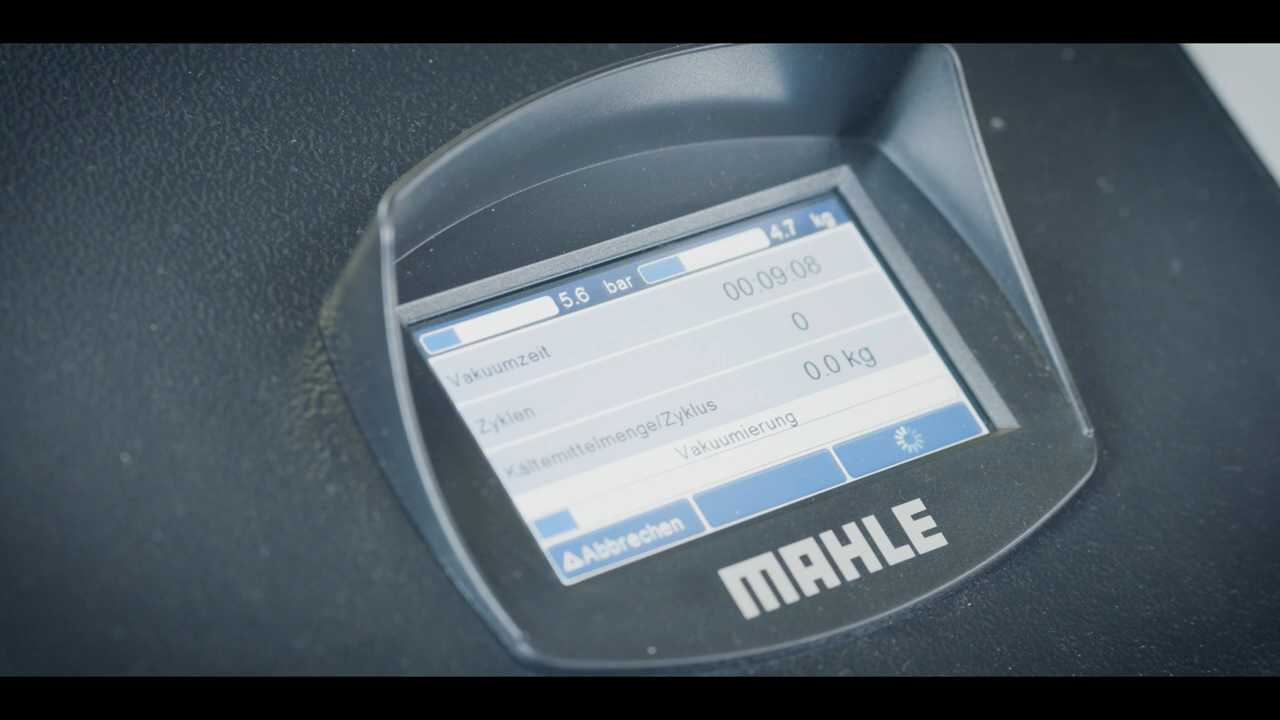 5.6 bar 4.7 kg
Vakuumzeit 00:09:08
Zyklen 0
Kältemittelmenge/Zyklus 0.0 kg
Vakuumierung
Abbrechen
MAHLE